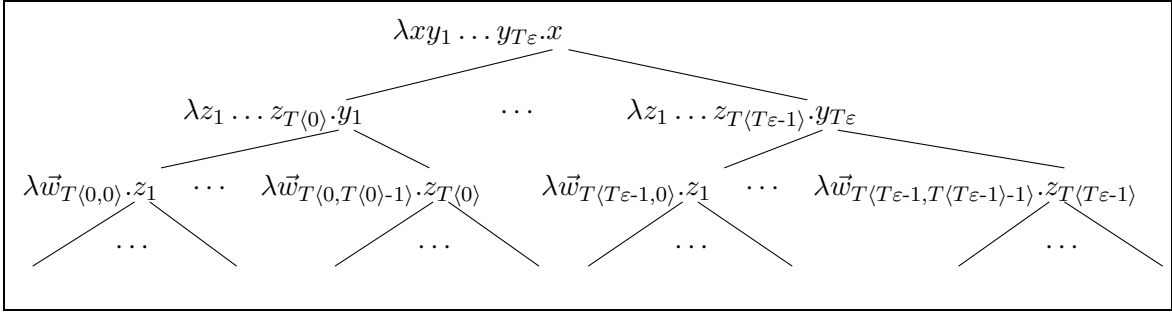 λxy₁ … y_{Tε}.x
λz₁ … z_{T⟨0⟩}.y₁ ⋯ λz₁ … z_{T⟨Tε-1⟩}.y_{Tε}
λw⃗_{T⟨0,0⟩}.z₁ ⋯ λw⃗_{T⟨0,T⟨0⟩-1⟩}.z_{T⟨0⟩} λw⃗_{T⟨Tε-1,0⟩}.z₁ ⋯ λw⃗_{T⟨Tε-1,T⟨Tε-1⟩-1⟩}.z_{T⟨Tε-1⟩}
⋯ ⋯ ⋯ ⋯